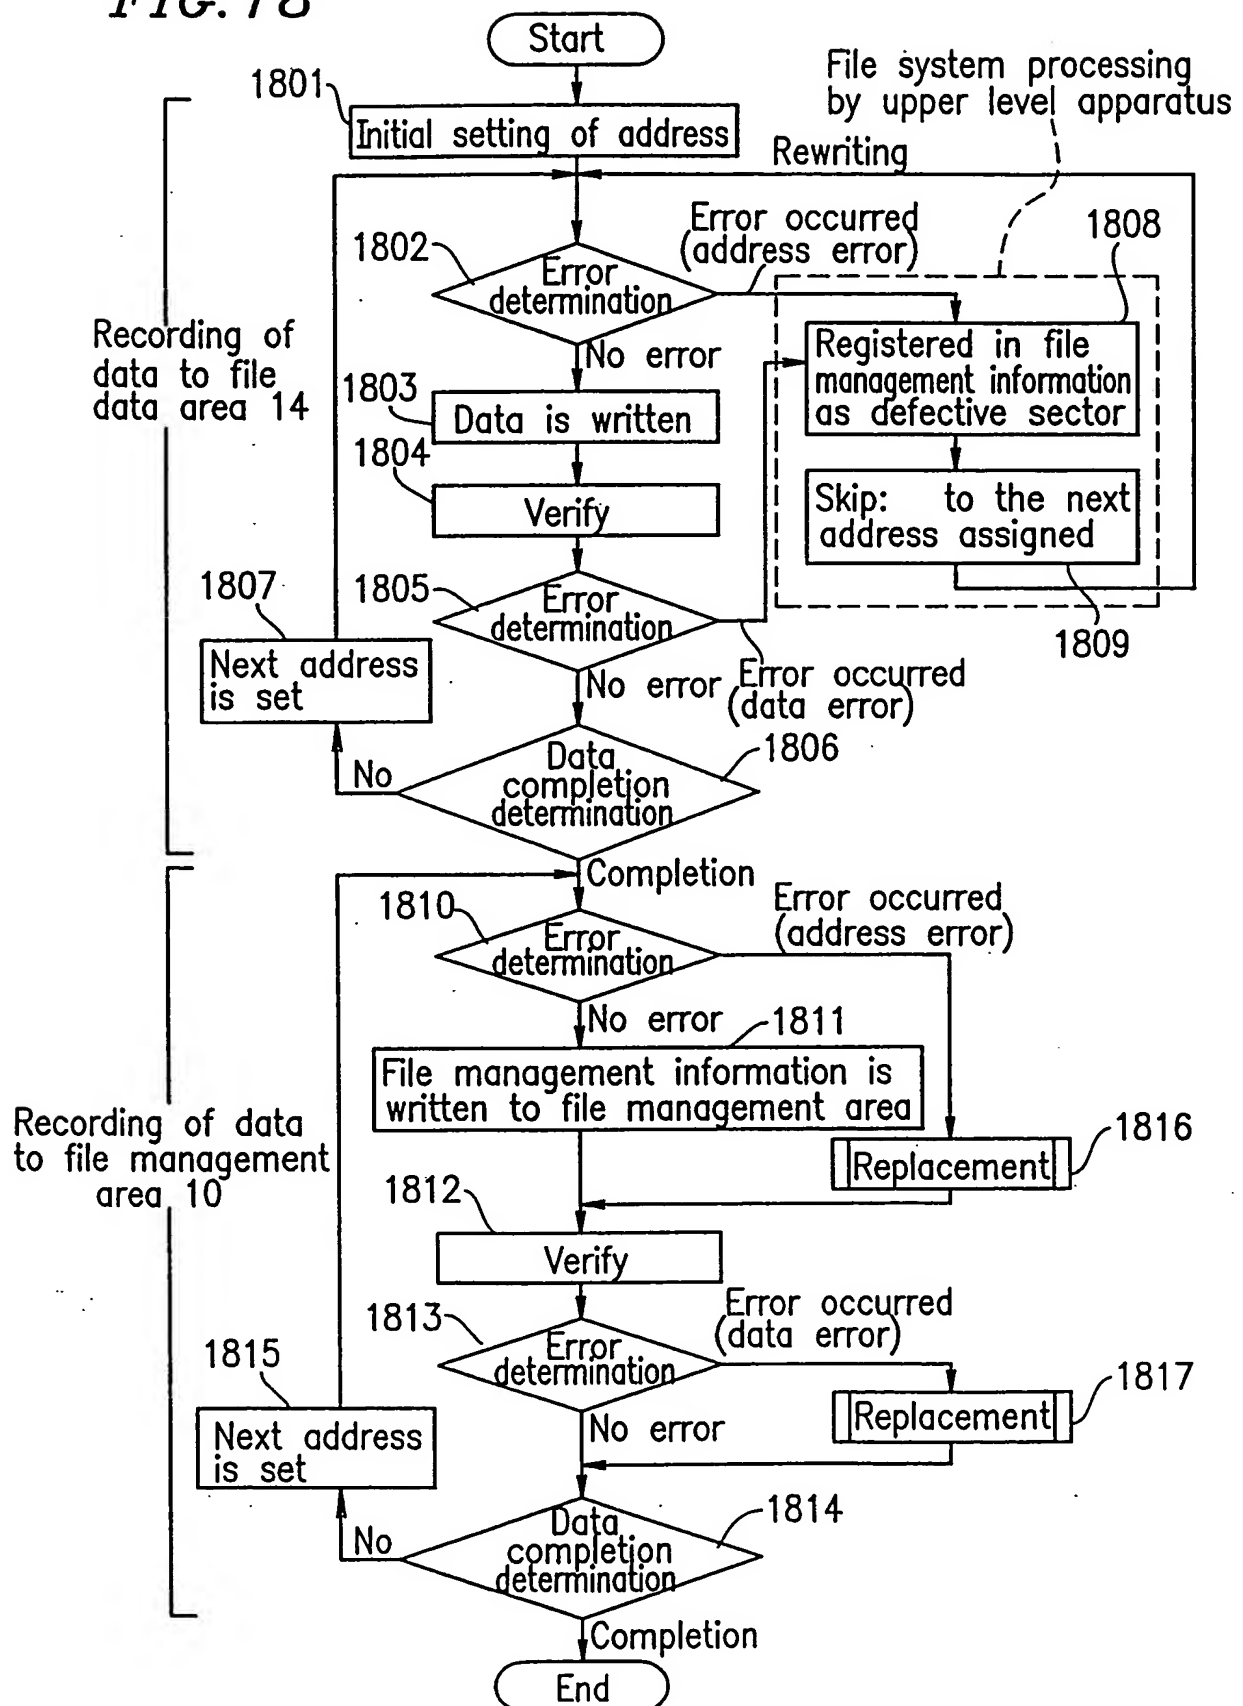 FIG. 18
Start
1801
Initial setting of address
File system processing
by upper level apparatus
Rewriting
Error occurred
(address error)
1808
1802
Error
determination
Recording of
data to file
data area 14
No error
Registered in file
management information
as defective sector
1803
Data is written
1804
Verify
Skip: to the next
address assigned
1807
1805
Error
determination
1809
Next address
is set
No error
Error occurred
(data error)
1806
Data
completion
determination
No
Completion
1810
Error
determination
Error occurred
(address error)
No error
1811
File management information is
written to file management area
Recording of data
to file management
area 10
1816
Replacement
1812
Verify
1813
Error
determination
Error occurred
(data error)
1815
1817
Replacement
Next address
is set
No error
1814
Data
completion
determination
No
Completion
End